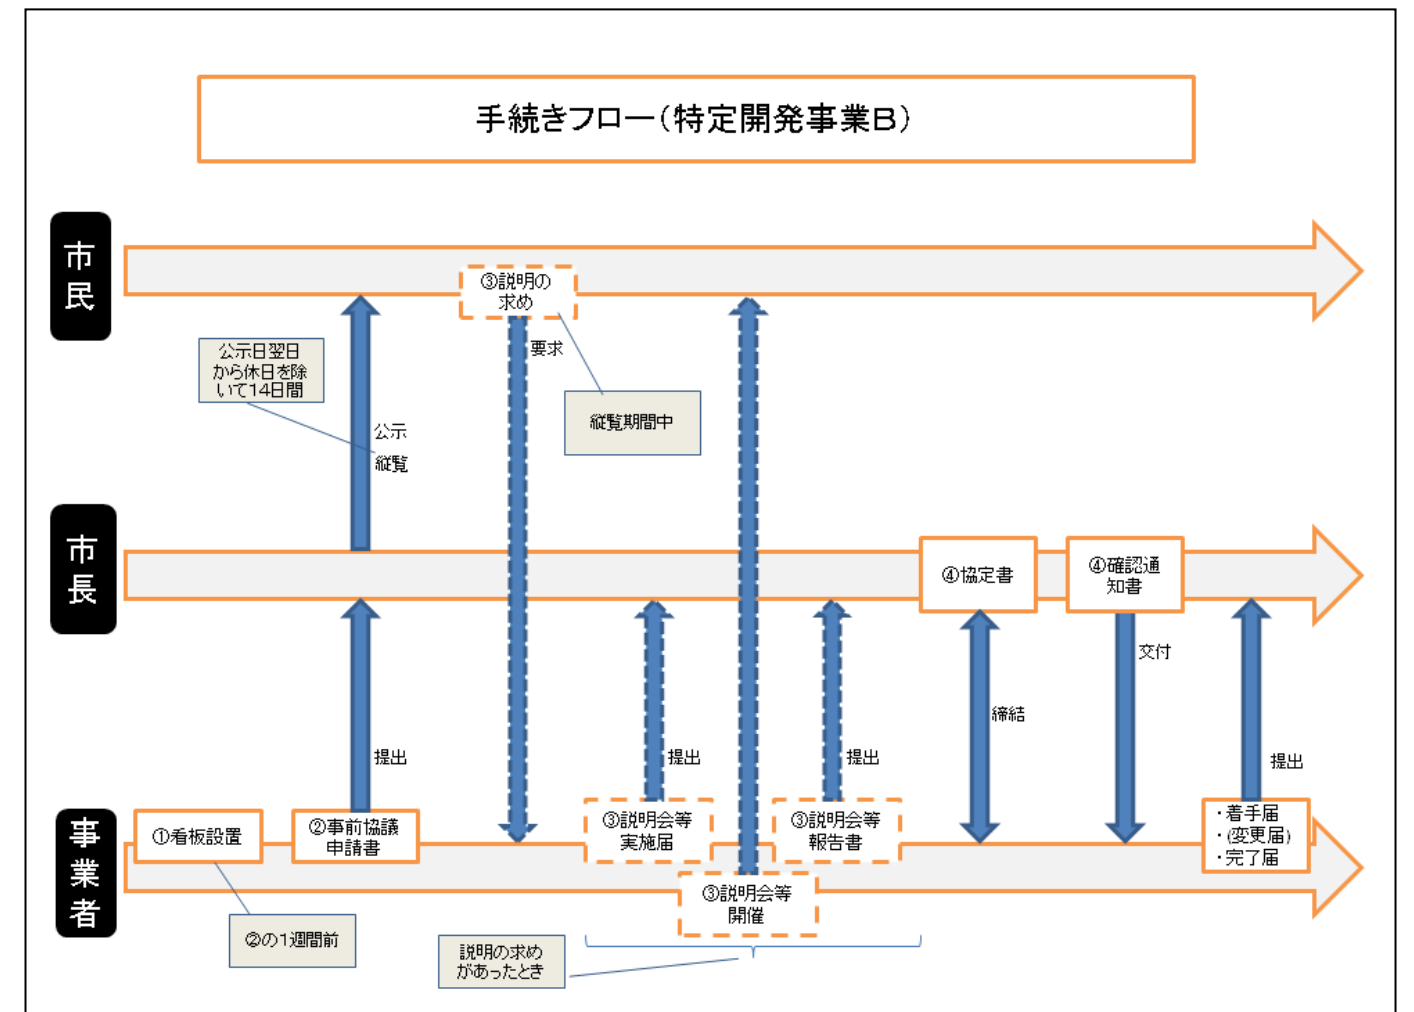 手続きフロー（特定開発事業Ｂ）
市
民
③説明の
求め
公示日翌日
から休日を除
いて１４日間
要求
縦覧期間中
公示
縦覧
市
長
④協定書
④確認通
知書
交付
締結
提出
提出
提出
提出
事
業
者
①看板設置
②事前協議
申請書
③説明会等
実施届
③説明会等
報告書
・着手届
・(変更届)
・完了届
③説明会等
開催
②の１週間前
説明の求め
があったとき